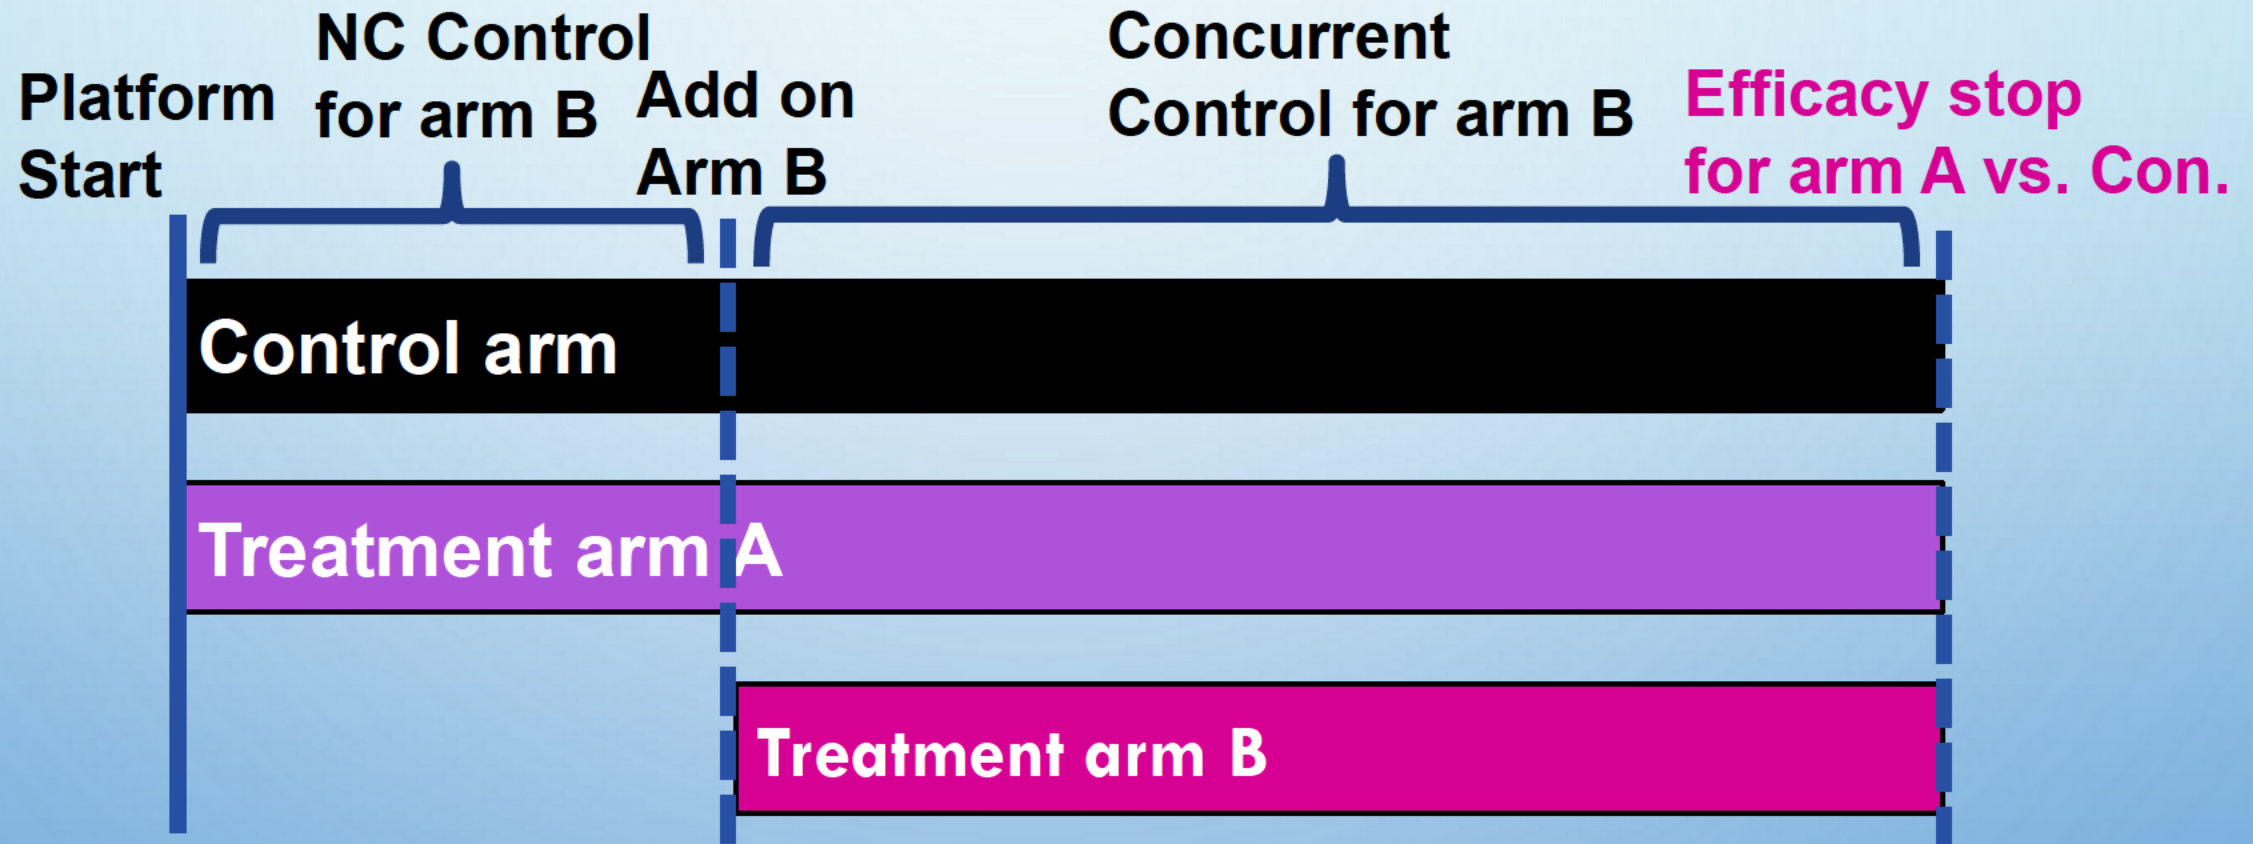 Platform
Start
NC Control
for arm B
Add on
Arm B
Concurrent
Control for arm B
Efficacy stop
for arm A vs. Con.
Control arm
Treatment arm A
Treatment arm B